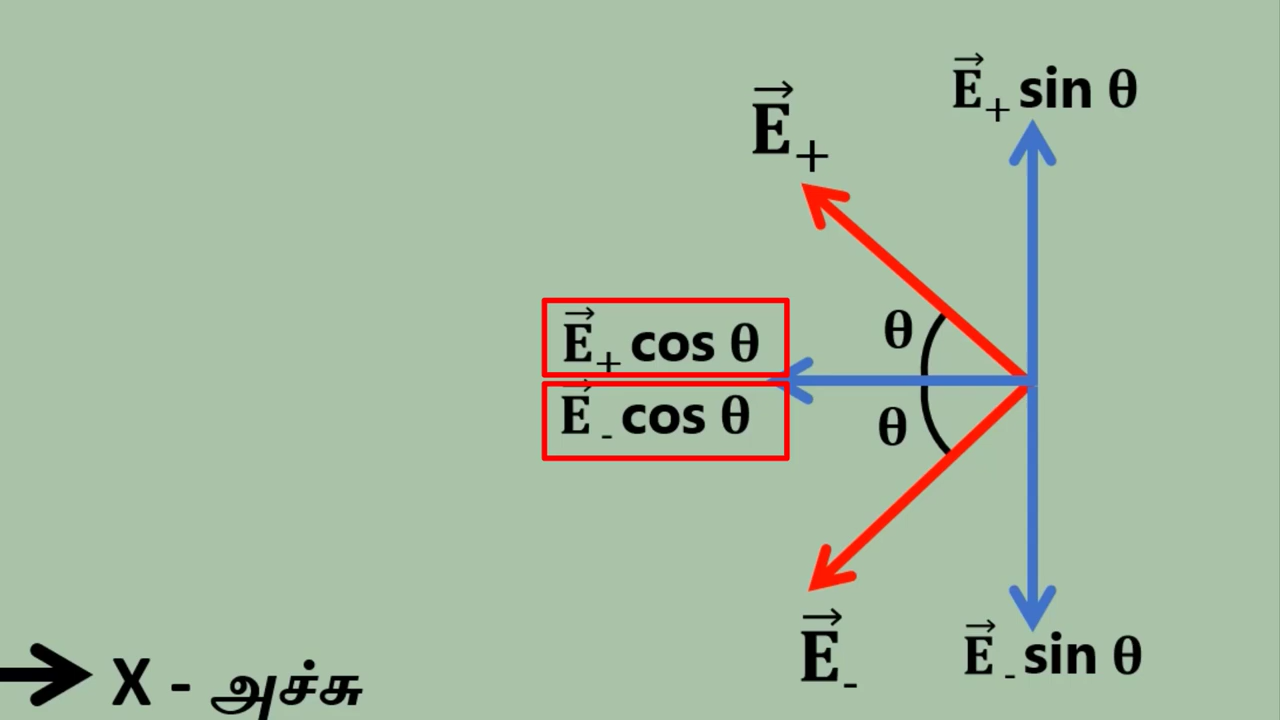 E⃗₊ sin θ
E⃗₊
θ
E⃗₊ cos θ
E⃗₋ cos θ
θ
E⃗₋
E⃗₋ sin θ
X - அச்சு